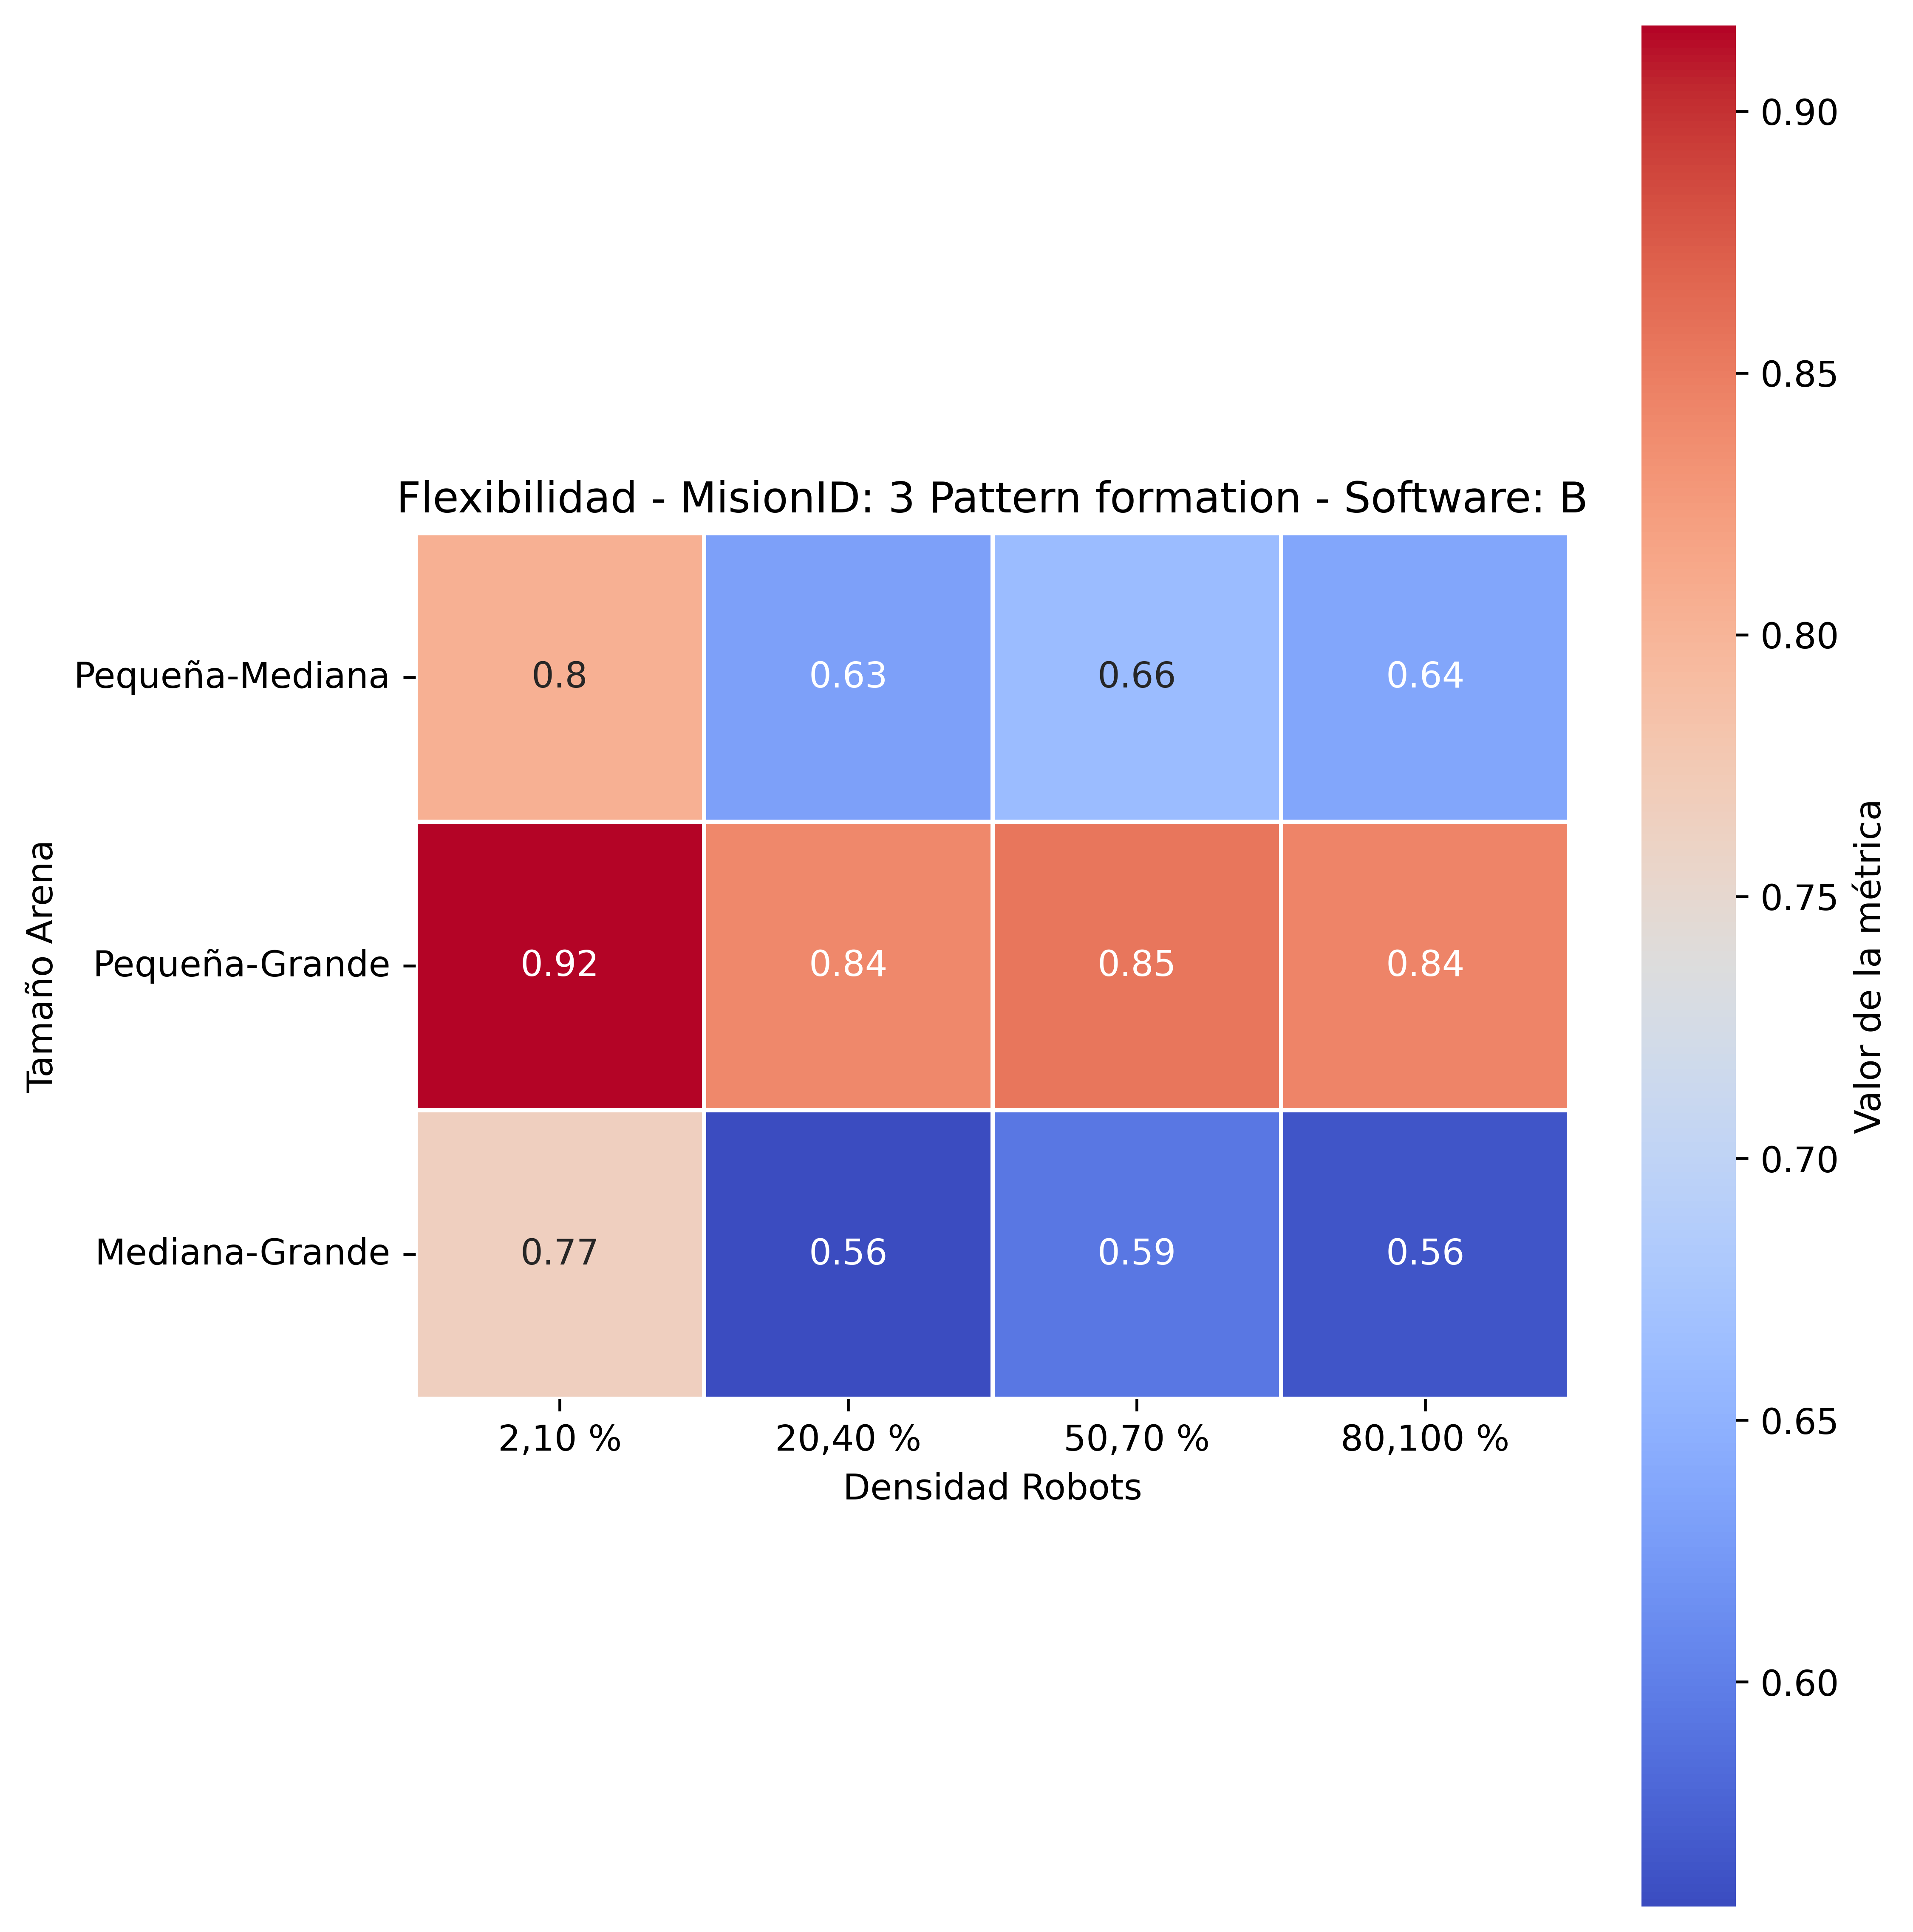 Flexibilidad - MisionID: 3 Pattern formation - Software: B
Tamaño Arena
Pequeña-Mediana
0.8 0.63 0.66 0.64
Pequeña-Grande
0.92 0.84 0.85 0.84
Mediana-Grande
0.77 0.56 0.59 0.56
2,10 % 20,40 % 50,70 % 80,100 %
Densidad Robots
0.90
0.85
0.80
0.75
0.70
0.65
0.60
Valor de la métrica